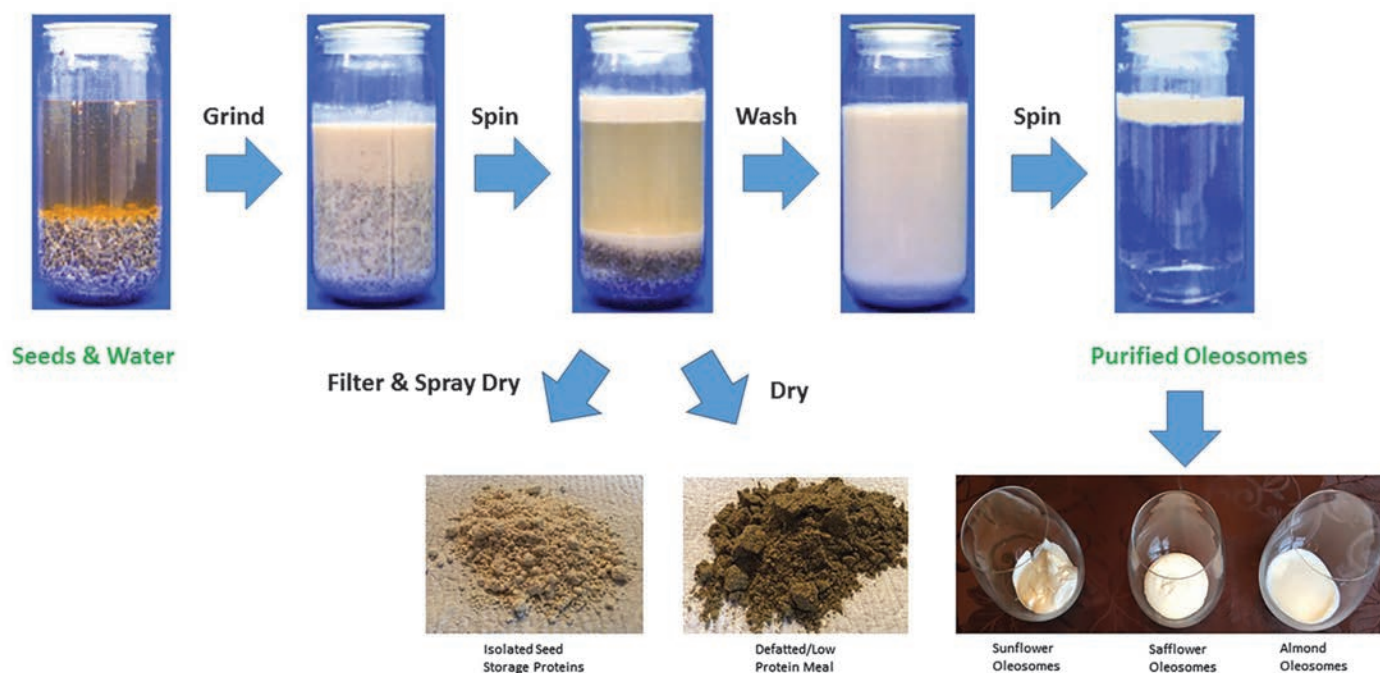 Grind
Spin
Wash
Spin
Seeds & Water
Purified Oleosomes
Filter & Spray Dry
Dry
Isolated Seed
Storage Proteins
Defatted/Low
Protein Meal
Sunflower
Oleosomes
Safflower
Oleosomes
Almond
Oleosomes